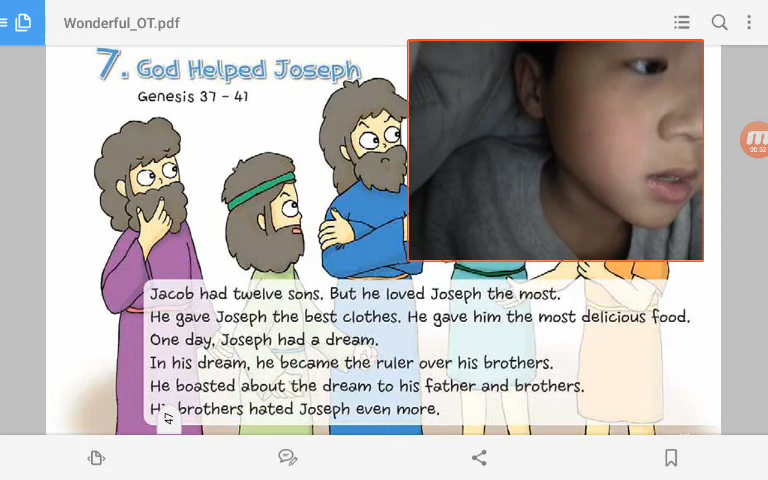 Wonderful_OT.pdf
7. God Helped Joseph
Genesis 37 - 41
00:52
Jacob had twelve sons. But he loved Joseph the most.
He gave Joseph the best clothes. He gave him the most delicious food.
One day, Joseph had a dream.
In his dream, he became the ruler over his brothers.
He boasted about the dream to his father and brothers.
brothers hated Joseph even more.
47